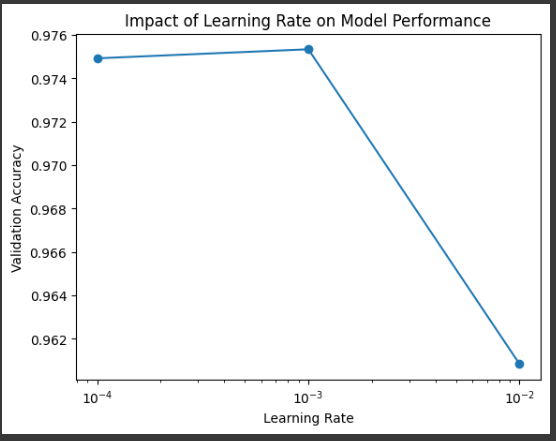 Impact of Learning Rate on Model Performance
0.976
0.974
0.972
0.970
0.968
0.966
0.964
0.962
Validation Accuracy
10⁻⁴ 10⁻³ 10⁻²
Learning Rate